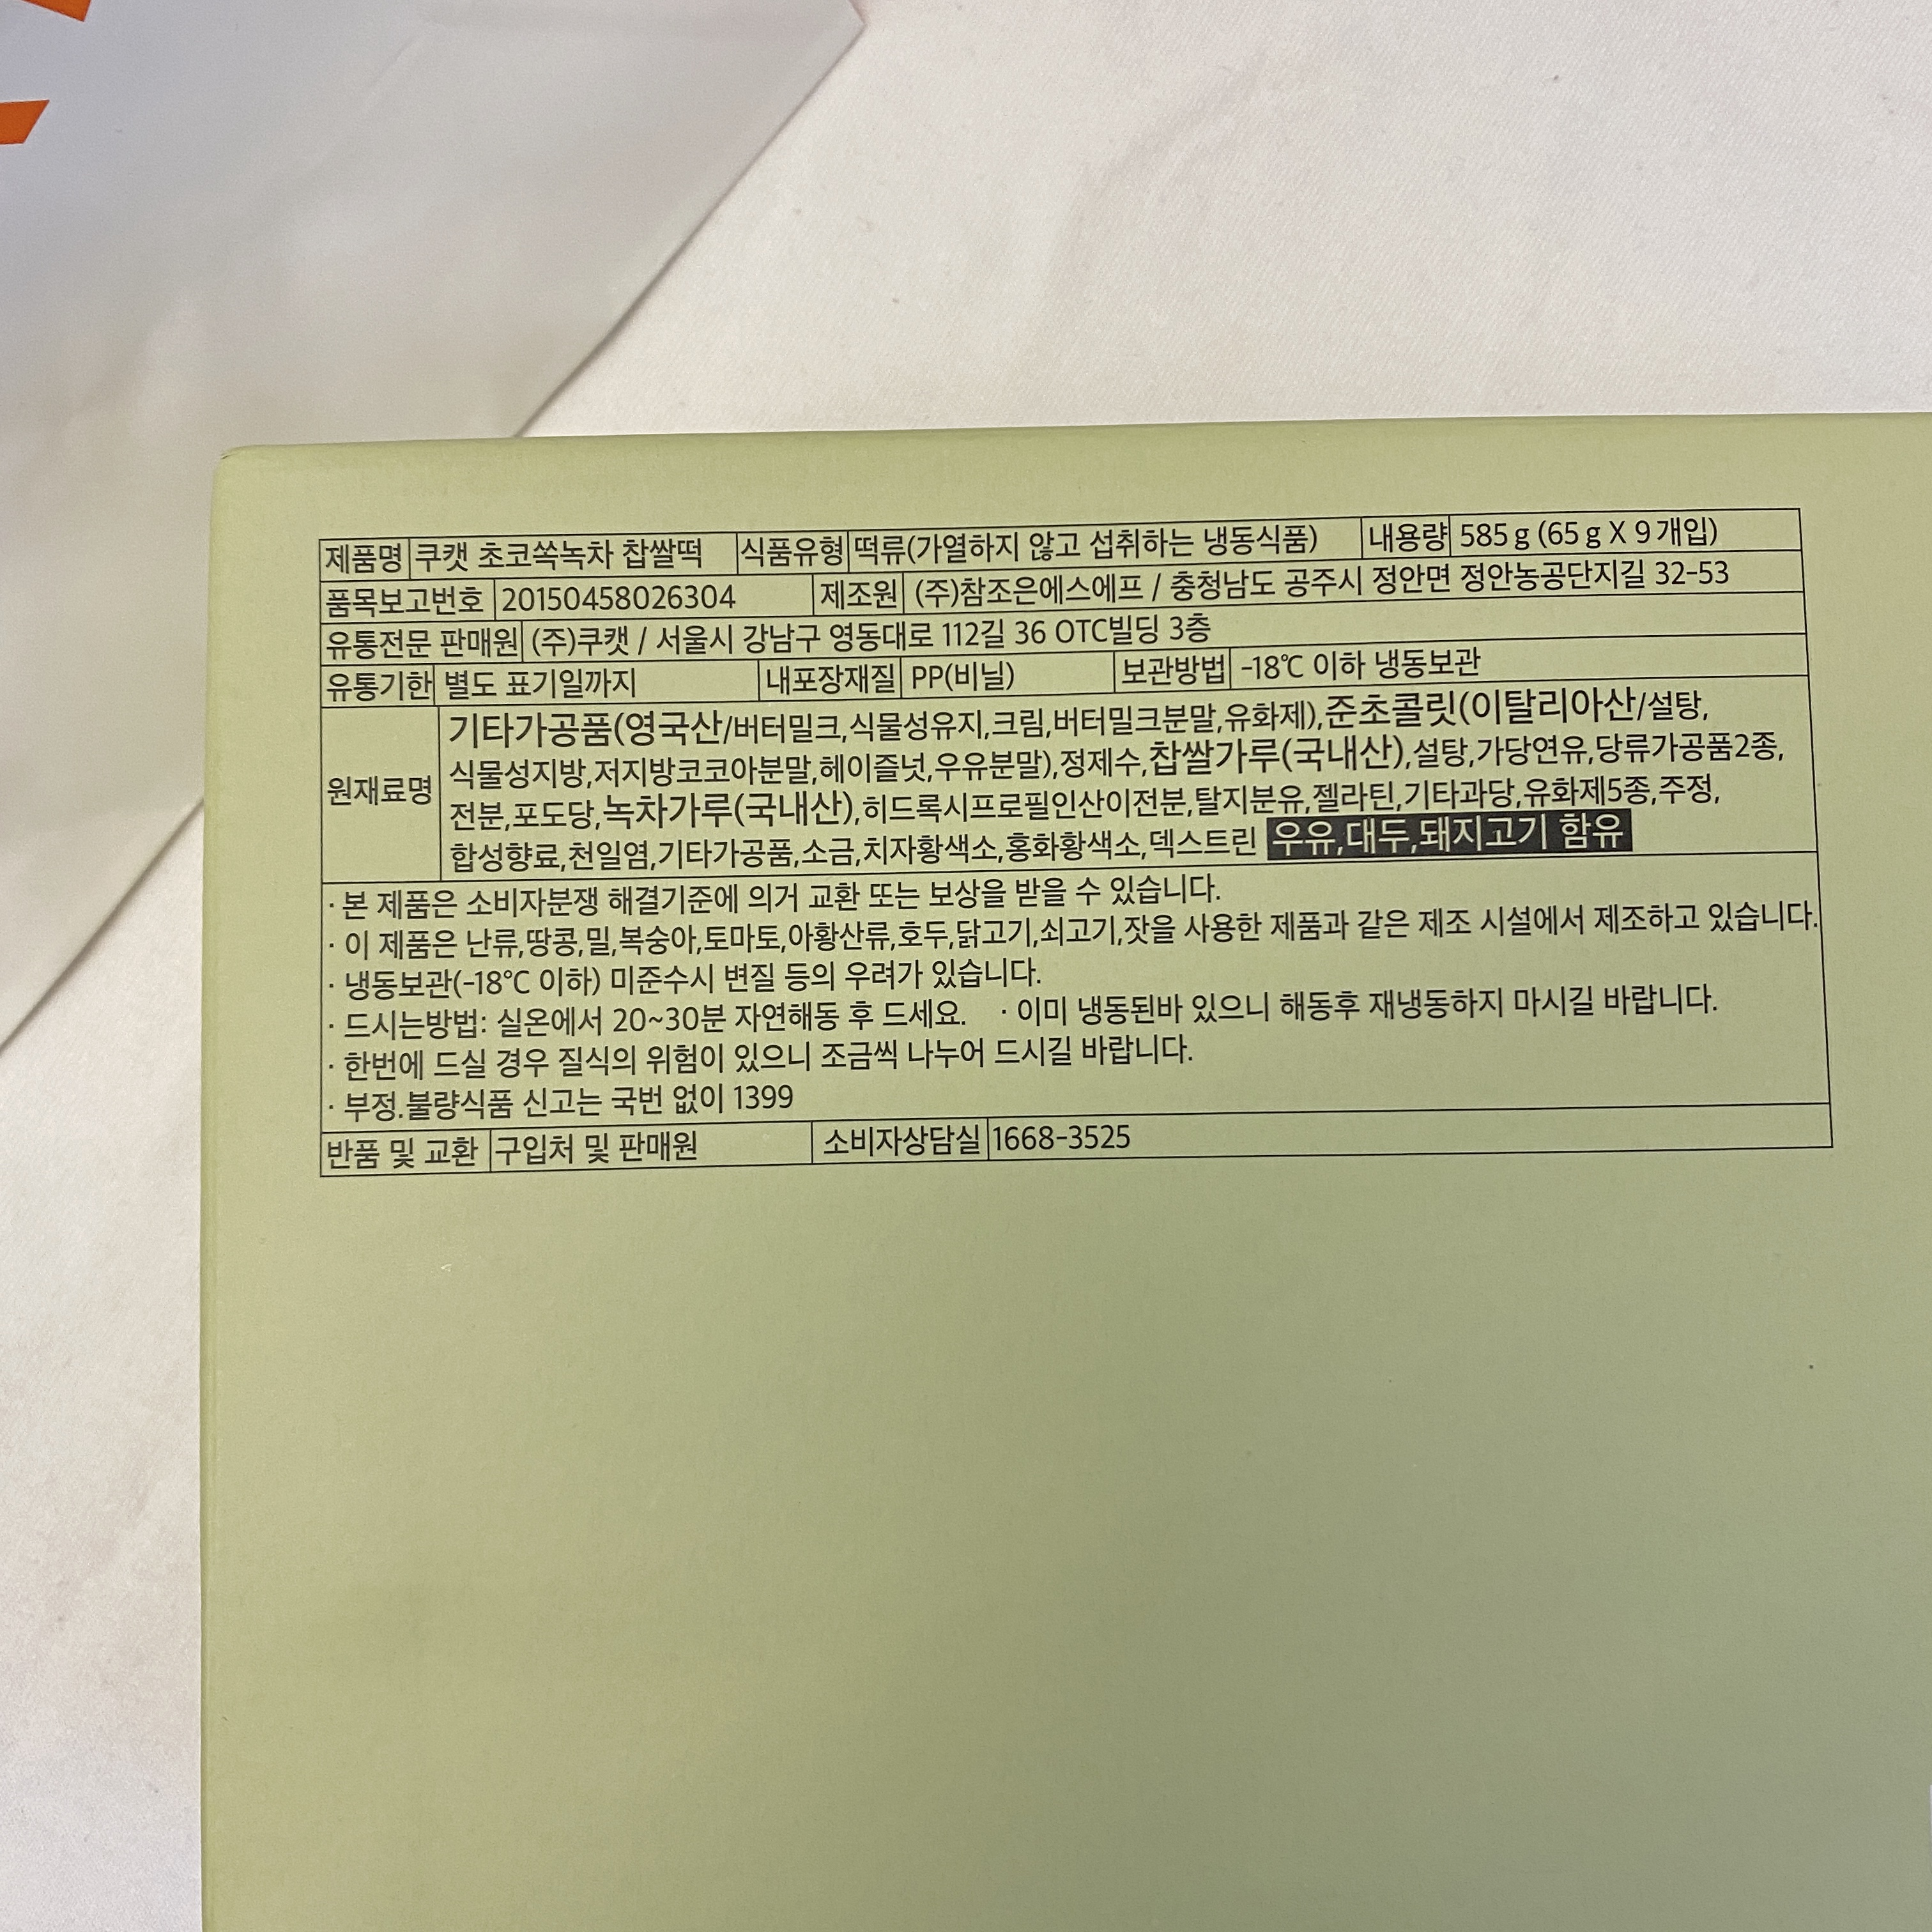 제품명 쿠캣 초코쏙녹차 찹쌀떡 식품유형 떡류(가열하지 않고 섭취하는 냉동식품) 내용량 585 g (65 g X 9 개입)
품목보고번호 20150458026304 제조원 (주)참조은에스에프 / 충청남도 공주시 정안면 정안농공단지길 32-53
유통전문 판매원 (주)쿠캣 / 서울시 강남구 영동대로 112길 36 OTC빌딩 3층
유통기한 별도 표기일까지 내포장재질 PP(비닐) 보관방법 -18℃ 이하 냉동보관
원재료명 기타가공품(영국산/버터밀크,식물성유지,크림,버터밀크분말,유화제),준초콜릿(이탈리아산/설탕,
식물성지방,저지방코코아분말,헤이즐넛,우유분말),정제수,찹쌀가루(국내산),설탕,가당연유,당류가공품2종,
전분,포도당,녹차가루(국내산),히드록시프로필인산이전분,탈지분유,젤라틴,기타과당,유화제5종,주정,
합성향료,천일염,기타가공품,소금,치자황색소,홍화황색소,덱스트린 우유,대두,돼지고기 함유
· 본 제품은 소비자분쟁 해결기준에 의거 교환 또는 보상을 받을 수 있습니다.
· 이 제품은 난류,땅콩,밀,복숭아,토마토,아황산류,호두,닭고기,쇠고기,잣을 사용한 제품과 같은 제조 시설에서 제조하고 있습니다.
· 냉동보관(-18℃ 이하) 미준수시 변질 등의 우려가 있습니다.
· 드시는방법: 실온에서 20~30분 자연해동 후 드세요. · 이미 냉동된바 있으니 해동후 재냉동하지 마시길 바랍니다.
· 한번에 드실 경우 질식의 위험이 있으니 조금씩 나누어 드시길 바랍니다.
· 부정.불량식품 신고는 국번 없이 1399
반품 및 교환 구입처 및 판매원 소비자상담실 1668-3525